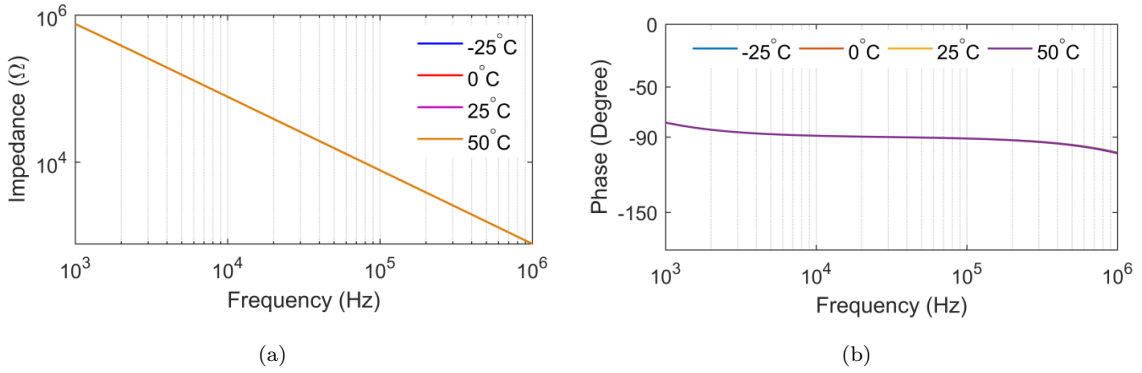 10^6
10^4
Impedance (Ω)
-25°C
0°C
25°C
50°C
10^3
10^4
10^5
10^6
Frequency (Hz)
(a)
0
-50
-90
-150
Phase (Degree)
-25°C 0°C 25°C 50°C
10^3
10^4
10^5
10^6
Frequency (Hz)
(b)